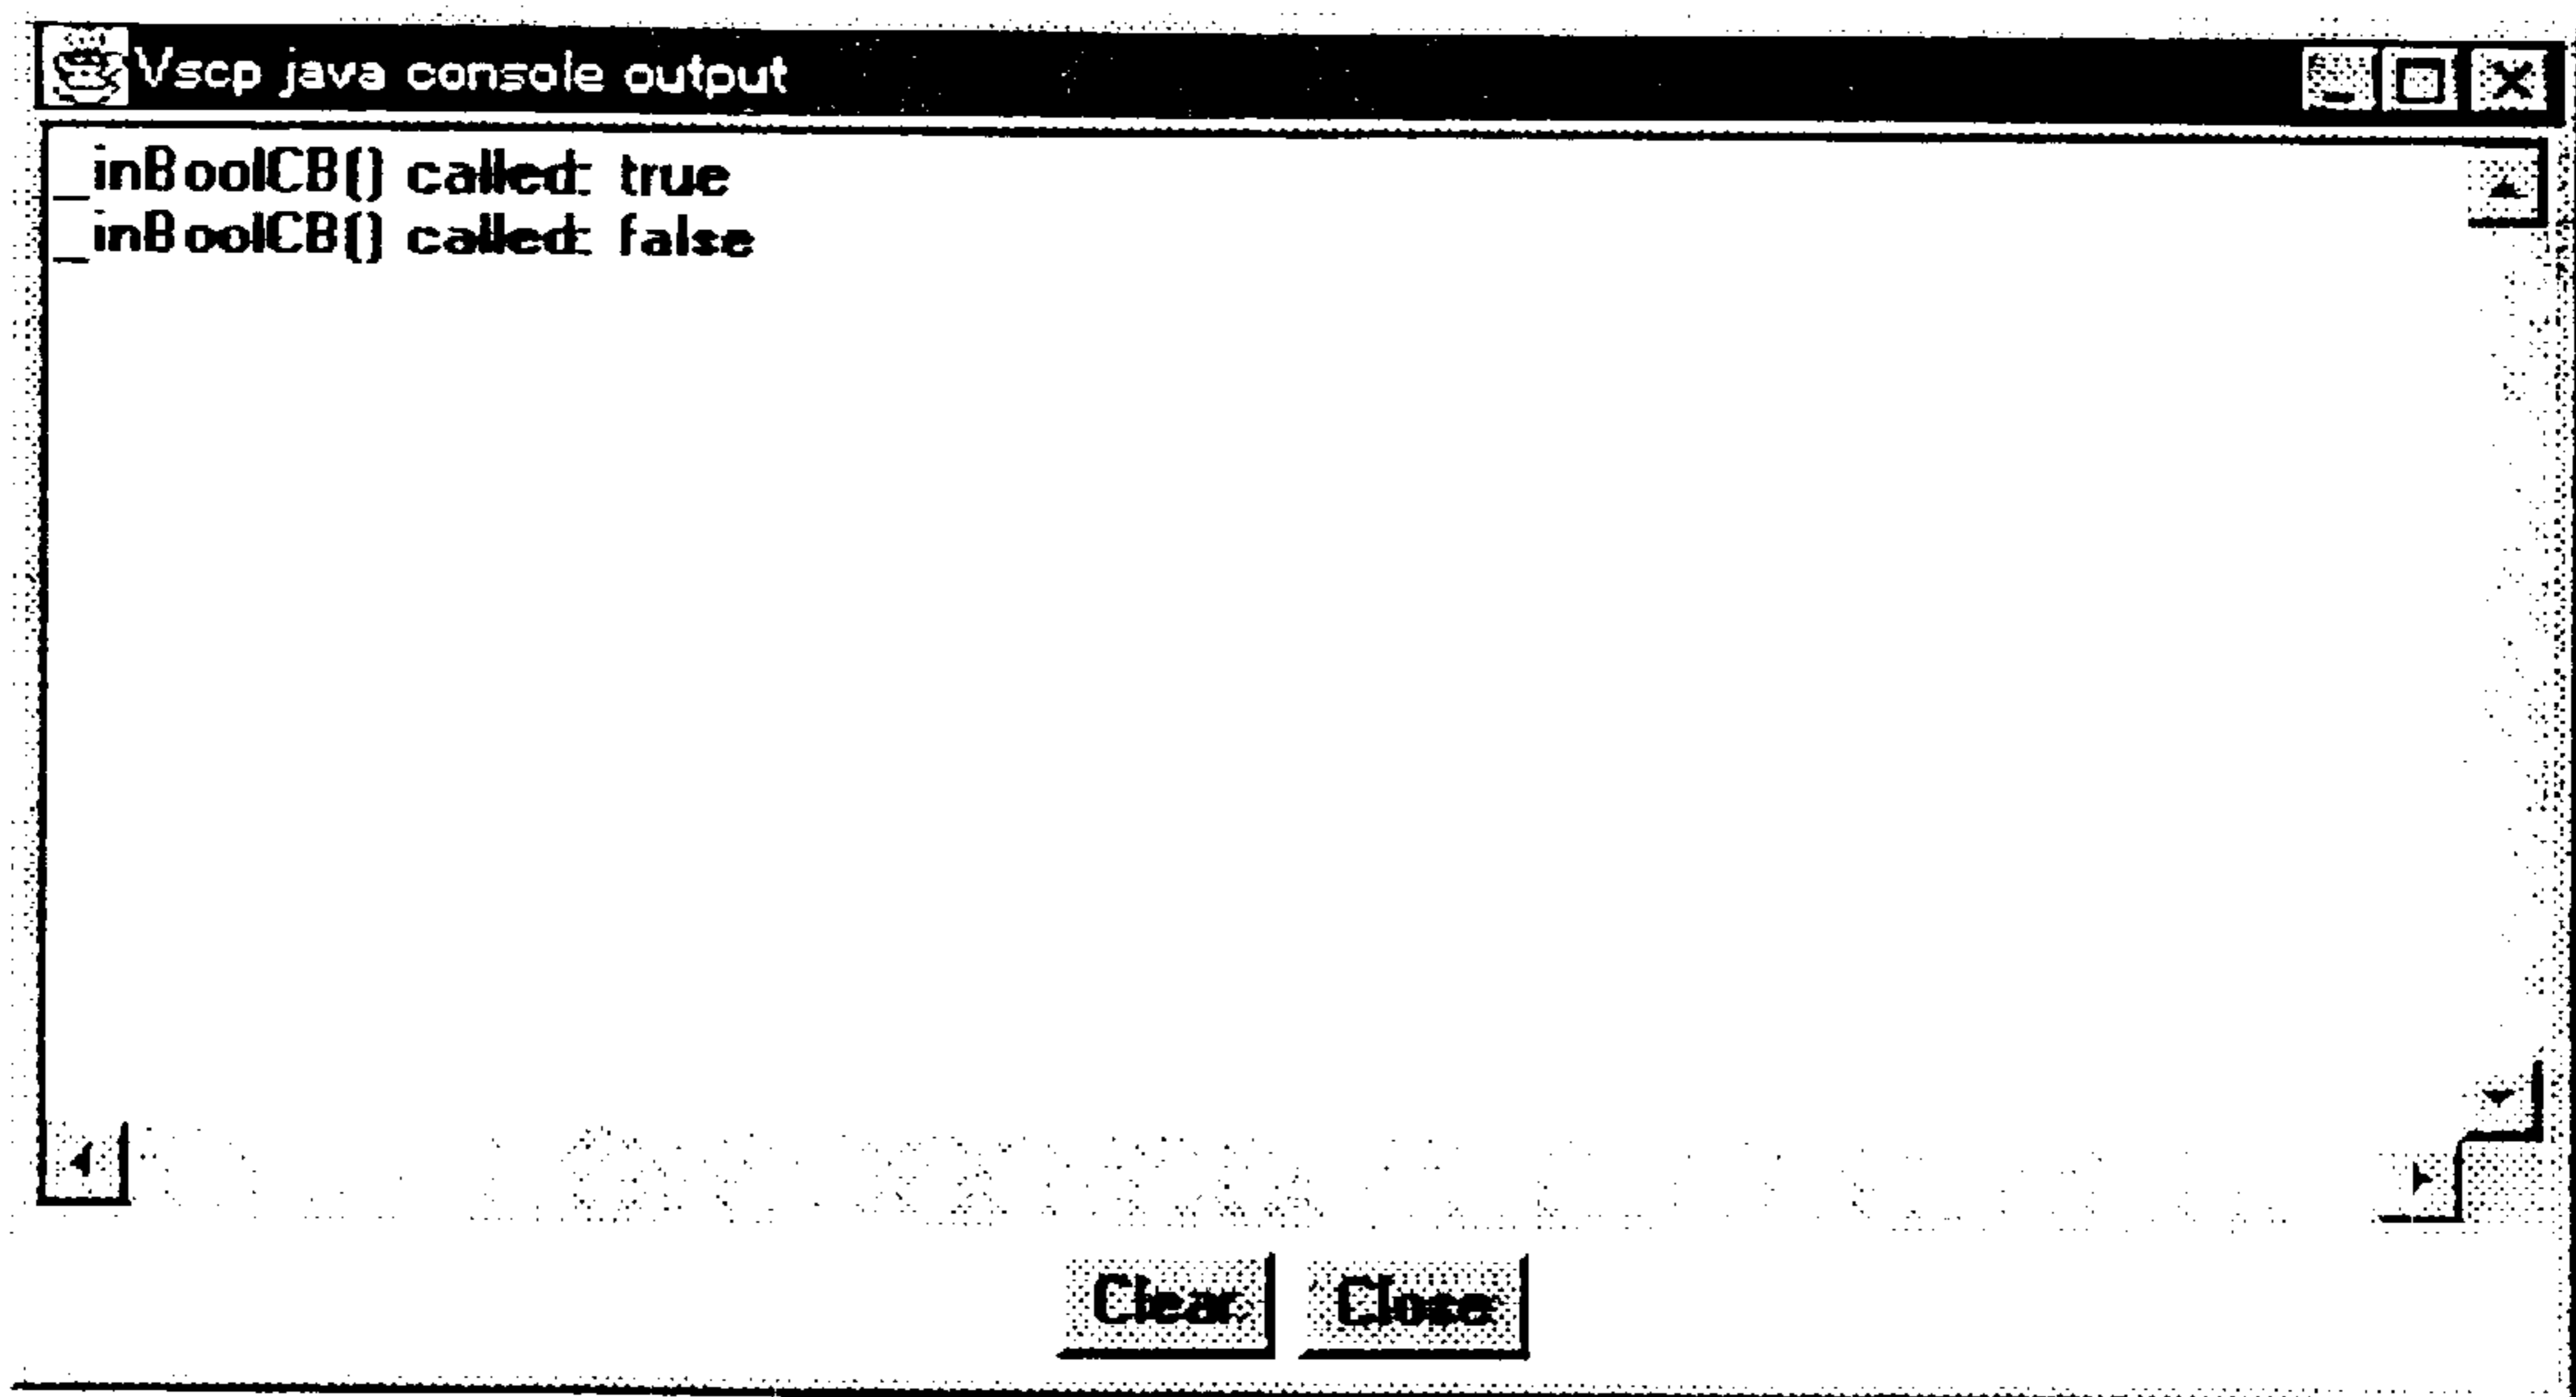 Vscp java console output
_inBoolCB() called: true
_inBoolCB() called: false
Clear Close